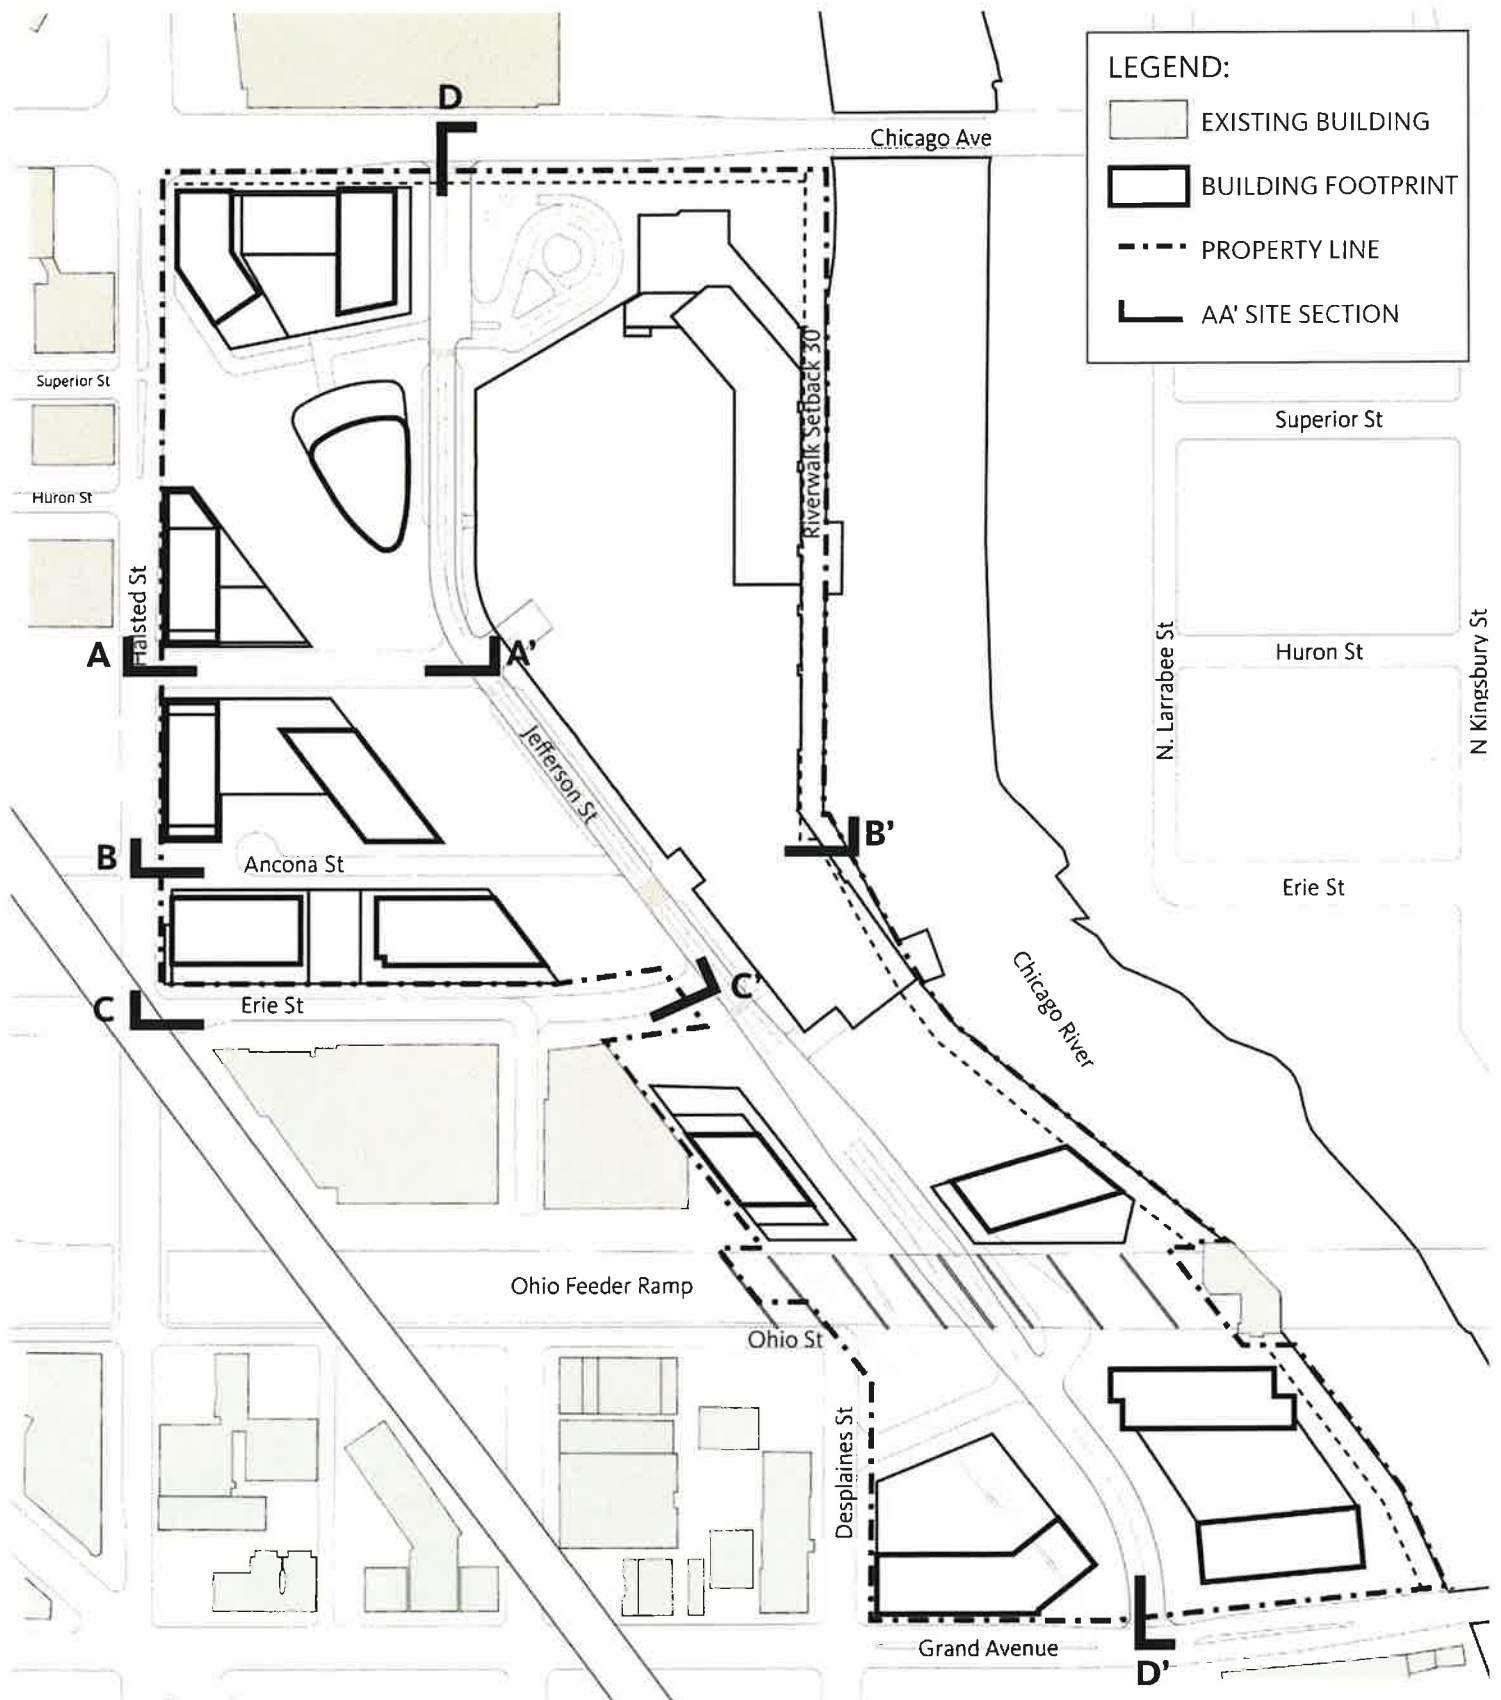 LEGEND:
EXISTING BUILDING
BUILDING FOOTPRINT
PROPERTY LINE
AA' SITE SECTION
D
Chicago Ave
Superior St
Riverwalk Setback 30'
Superior St
Huron St
Halsted St
A
A'
N. Larrabee St
Huron St
N Kingsbury St
Jefferson St
B
B'
Ancona St
Erie St
C
C'
Erie St
Chicago River
Ohio Feeder Ramp
Ohio St
Desplaines St
Grand Avenue
D'